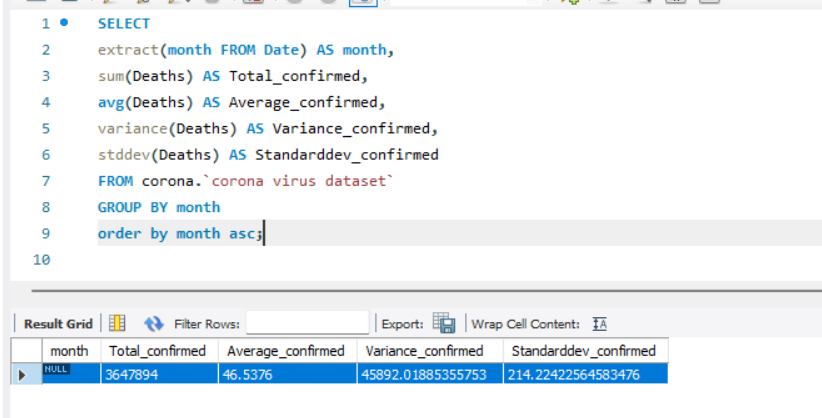 1 SELECT
2 extract(month FROM Date) AS month,
3 sum(Deaths) AS Total_confirmed,
4 avg(Deaths) AS Average_confirmed,
5 variance(Deaths) AS Variance_confirmed,
6 stddev(Deaths) AS Standarddev_confirmed
7 FROM corona.`corona virus dataset`
8 GROUP BY month
9 order by month asc;
10
Result Grid Filter Rows: Export: Wrap Cell Content: IA
month Total_confirmed Average_confirmed Variance_confirmed Standarddev_confirmed
NULL 3647894 46.5376 45892.01885355753 214.22422564583476